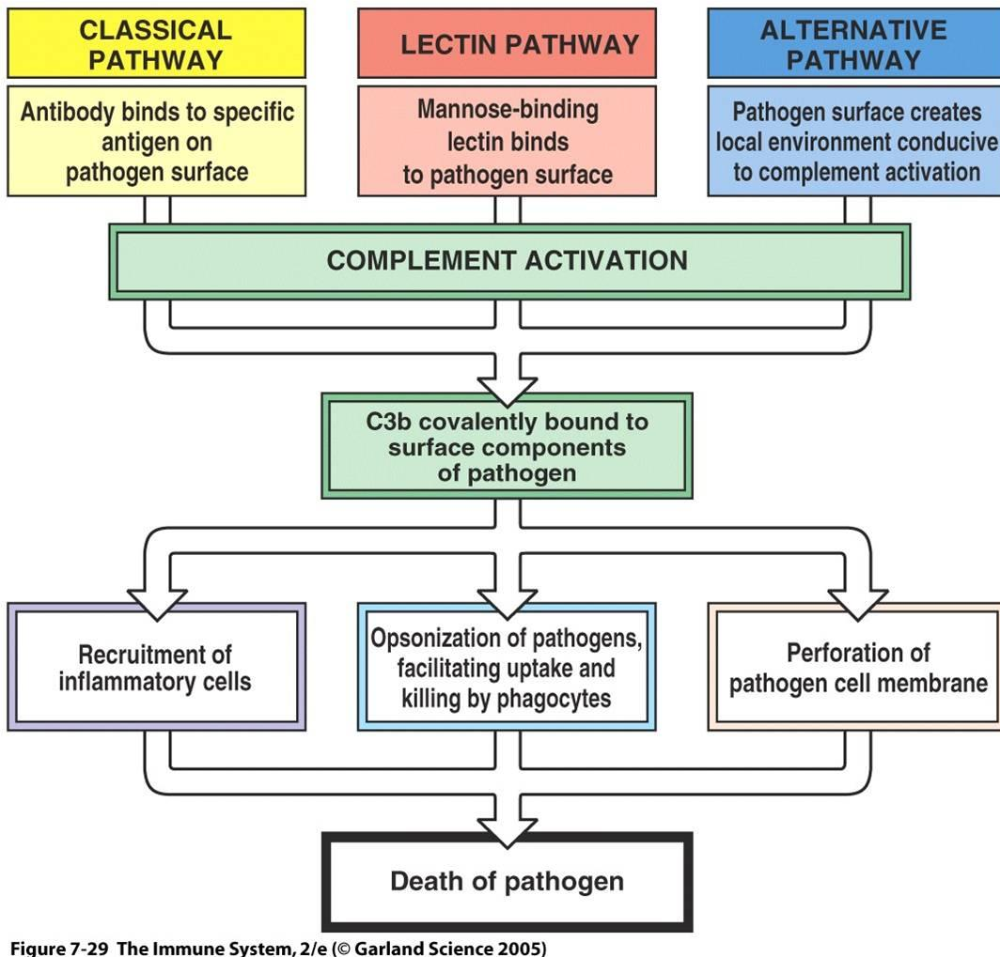 CLASSICAL
PATHWAY
LECTIN PATHWAY
ALTERNATIVE
PATHWAY
Antibody binds to specific
antigen on
pathogen surface
Mannose-binding
lectin binds
to pathogen surface
Pathogen surface creates
local environment conducive
to complement activation
COMPLEMENT ACTIVATION
C3b covalently bound to
surface components
of pathogen
Recruitment of
inflammatory cells
Opsonization of pathogens,
facilitating uptake and
killing by phagocytes
Perforation of
pathogen cell membrane
Death of pathogen
Figure 7-29 The Immune System, 2/e (© Garland Science 2005)